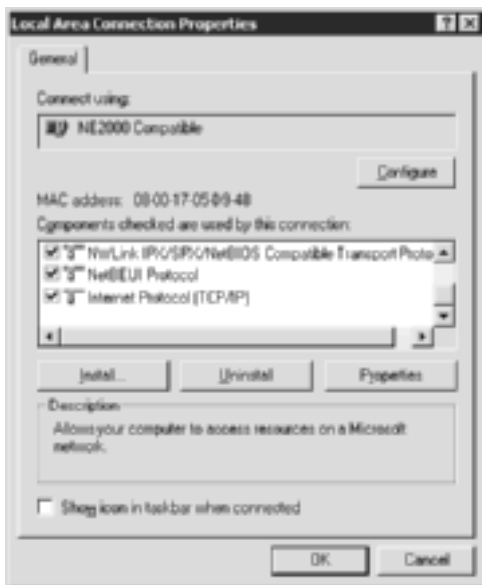 Local Area Connection Properties
General
Connect using:
NE2000 Compatible
Configure
MAC address: 08-00-17-05-B9-48
Components checked are used by this connection:
NWLink IPX/SPX/NetBIOS Compatible Transport Proto
NetBEUI Protocol
Internet Protocol (TCP/IP)
Install...
Uninstall
Properties
Description
Allows your computer to access resources on a Microsoft
network.
Show icon in taskbar when connected
OK
Cancel